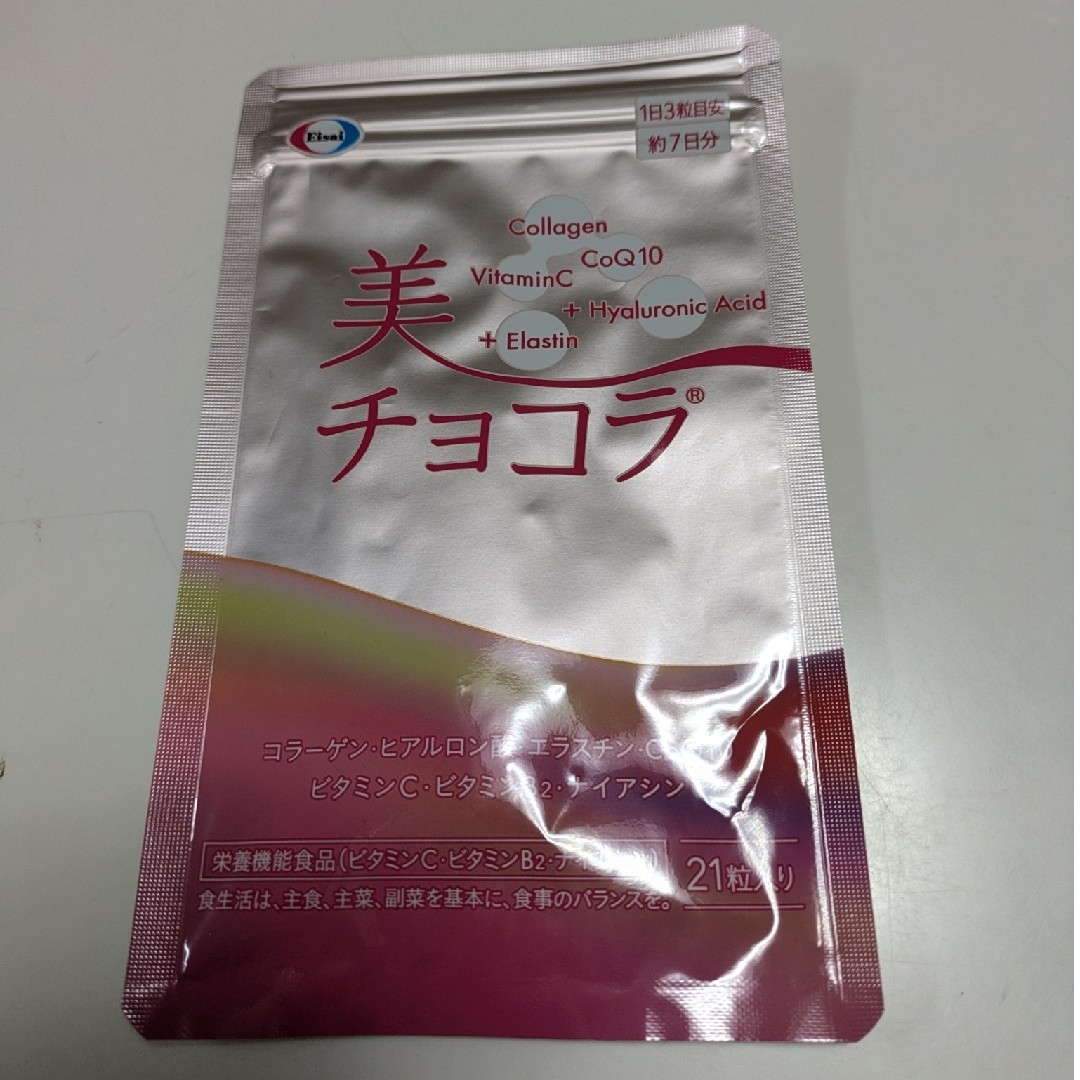 Eisai
1日3粒目安
約7日分
Collagen
CoQ10
VitaminC
+ Hyaluronic Acid
+ Elastin
美
チョコラ®
コラーゲン・ヒアルロン酸・エラスチン・
ビタミンC・ビタミンB2・ナイアシン
栄養機能食品(ビタミンC・ビタミンB2・
21粒入り
食生活は、主食、主菜、副菜を基本に、食事のバランスを。